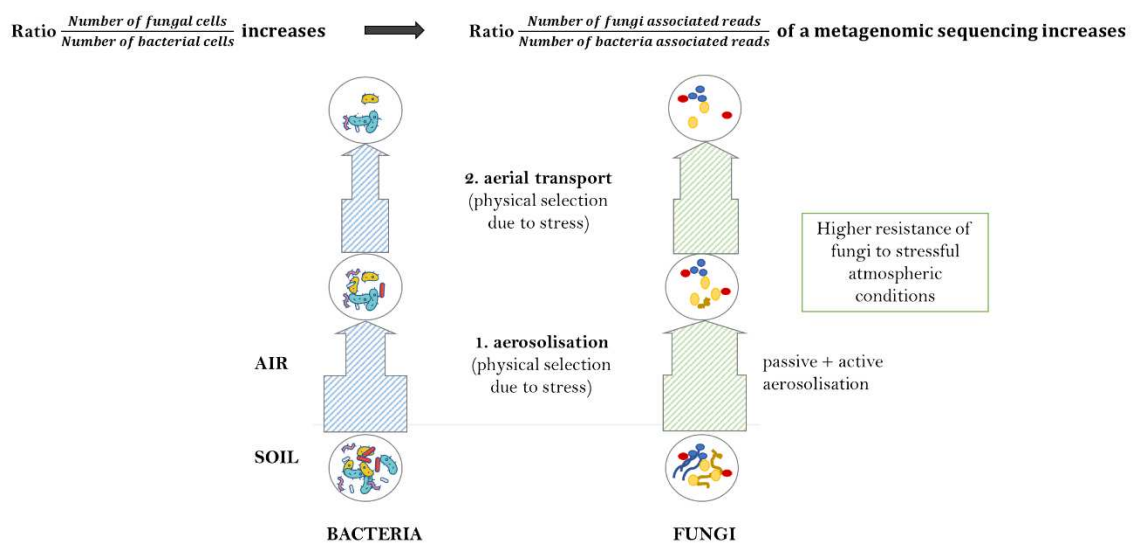 Ratio Number of fungal cells / Number of bacterial cells increases
Ratio Number of fungi associated reads / Number of bacteria associated reads of a metagenomic sequencing increases
2. aerial transport
(physical selection
due to stress)
Higher resistance of
fungi to stressful
atmospheric
conditions
1. aerosolisation
(physical selection
due to stress)
AIR
passive + active
aerosolisation
SOIL
BACTERIA
FUNGI